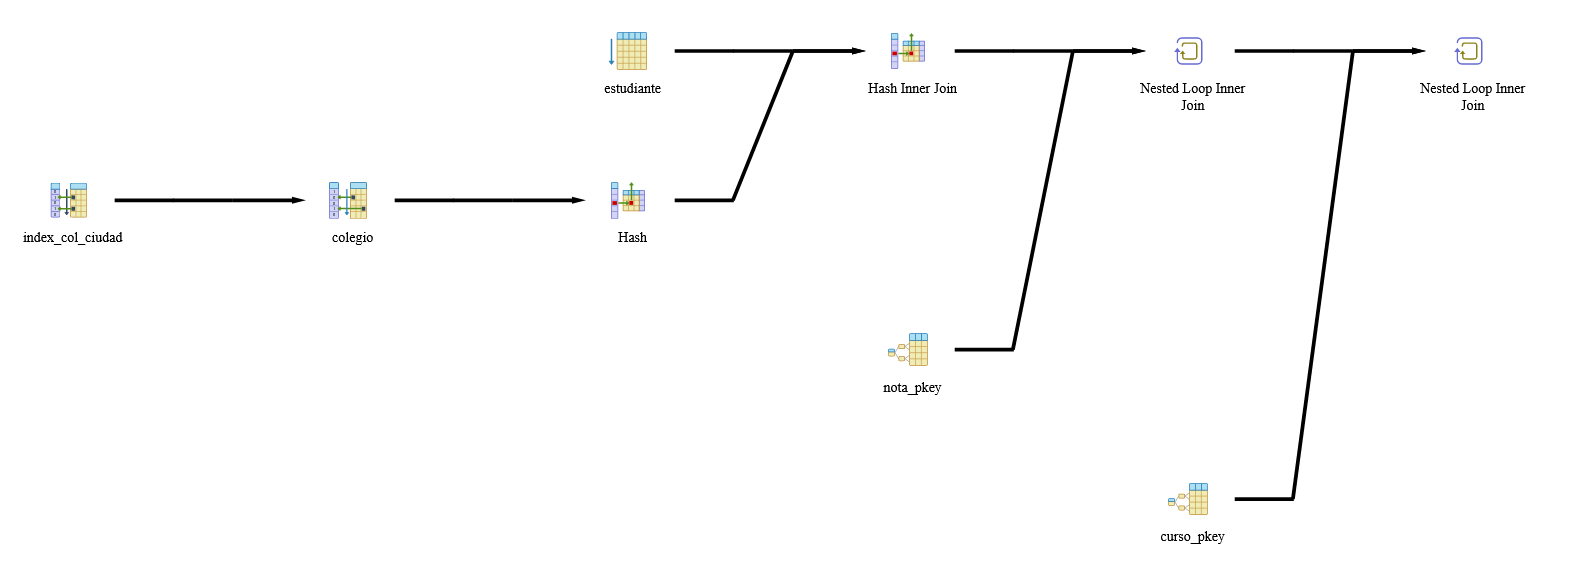 estudiante
Hash Inner Join
Nested Loop Inner
Join
Nested Loop Inner
Join
index_col_ciudad
colegio
Hash
nota_pkey
curso_pkey